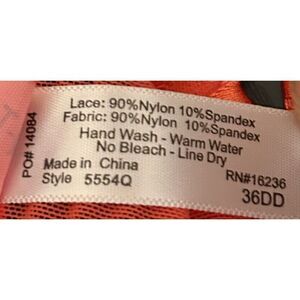 PO# 14084
Lace: 90%Nylon 10%Spandex
Fabric: 90%Nylon 10%Spandex
Hand Wash - Warm Water
No Bleach - Line Dry
Made in China
RN#16236
Style 5554Q
36DD